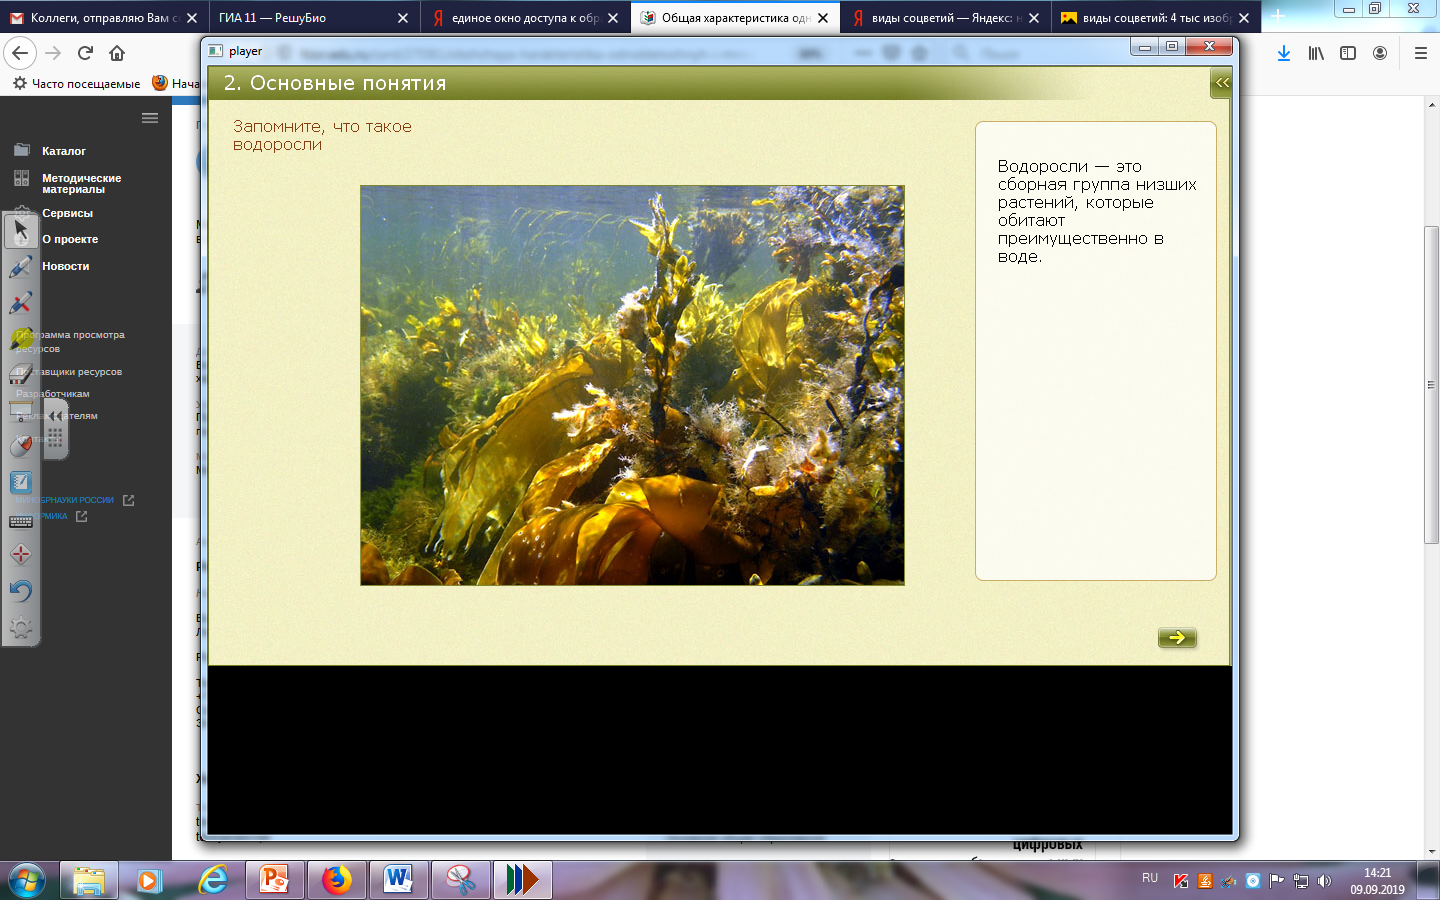 Коллеги, отправляю Вам с
ГИА 11 — РешуБио
единое окно доступа к обр
Общая характеристика одн
виды соцветий — Яндекс: н
виды соцветий: 4 тыс изоб
player
Часто посещаемые
Нача
2. Основные понятия
Запомните, что такое
водоросли
Водоросли — это
сборная группа низших
растений, которые
обитают
преимущественно в
воде.
Каталог
Методические
материалы
Сервисы
О проекте
Новости
Программа просмотра
ресурсов
Поставщики ресурсов
Разработчикам
МИНОБРНАУКИ РОССИИ
цифровых
RU
14:21
09.09.2019